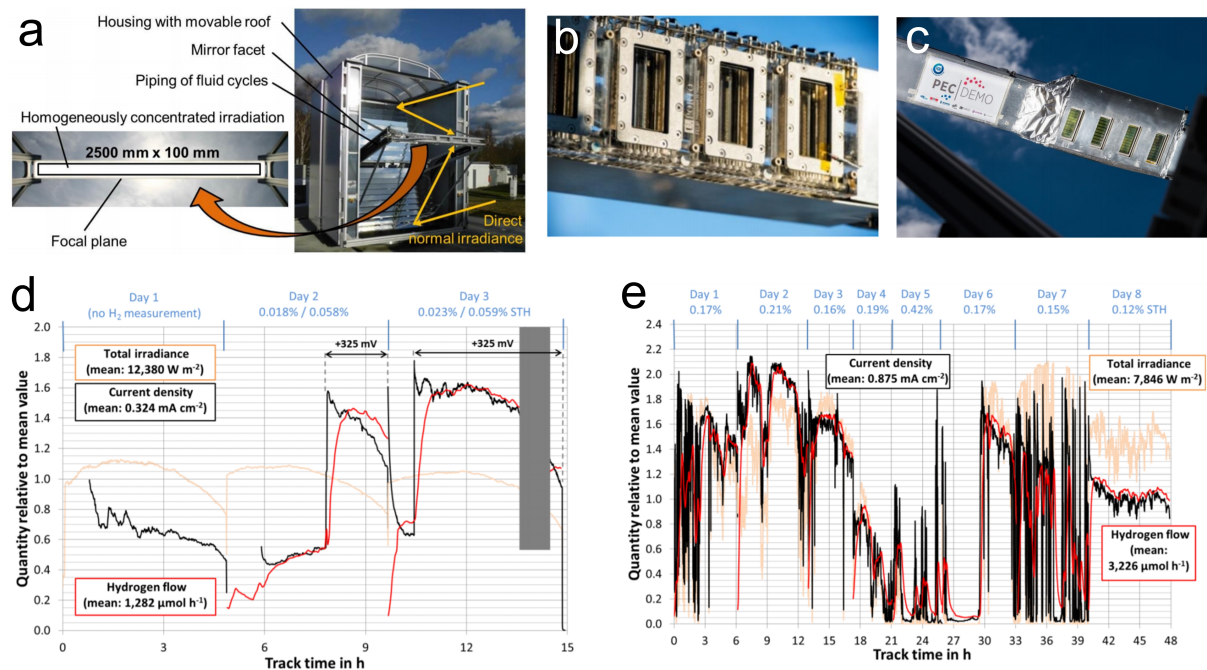 a
Housing with movable roof
Mirror facet
Piping of fluid cycles
Homogeneously concentrated irradiation
2500 mm x 100 mm
Focal plane
Direct
normal irradiance
b
c
PEC DEMO
d
Day 1
(no H₂ measurement)
Day 2
0.018% / 0.058%
Day 3
0.023% / 0.059% STH
Quantity relative to mean value
2.0
1.8
1.6
1.4
1.2
1.0
0.8
0.6
0.4
0.2
0.0
+325 mV
+325 mV
Total irradiance
(mean: 12,380 W m⁻²)
Current density
(mean: 0.324 mA cm⁻²)
Hydrogen flow
(mean: 1,282 µmol h⁻¹)
0 3 6 9 12 15
Track time in h
e
Day 1 Day 2 Day 3 Day 4 Day 5 Day 6 Day 7 Day 8
0.17% 0.21% 0.16% 0.19% 0.42% 0.17% 0.15% 0.12% STH
Quantity relative to mean value
2.4
2.2
2.0
1.8
1.6
1.4
1.2
1.0
0.8
0.6
0.4
0.2
0.0
Current density
(mean: 0.875 mA cm⁻²)
Total irradiance
(mean: 7,846 W m⁻²)
Hydrogen flow
(mean:
3,226 µmol h⁻¹)
0 3 6 9 12 15 18 21 24 27 30 33 36 39 42 45 48
Track time in h